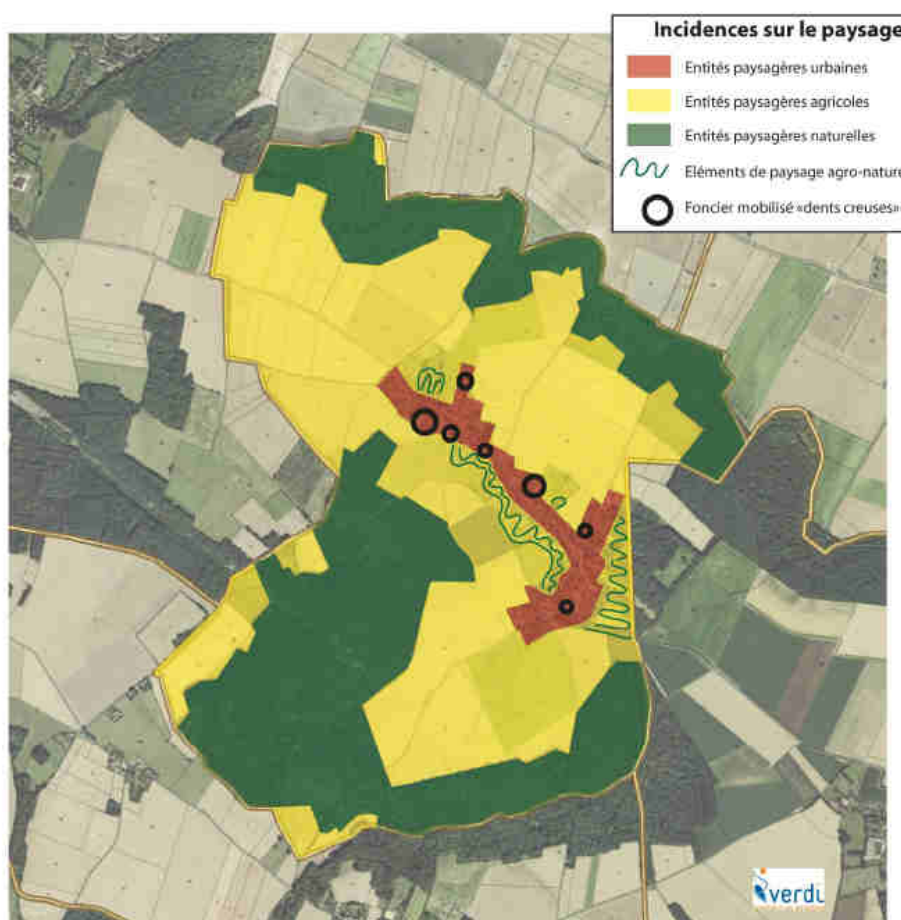 Incidences sur le paysage
Entités paysagères urbaines
Entités paysagères agricoles
Entités paysagères naturelles
Eléments de paysage agro-nature
Foncier mobilisé «dents creuses»
verdi